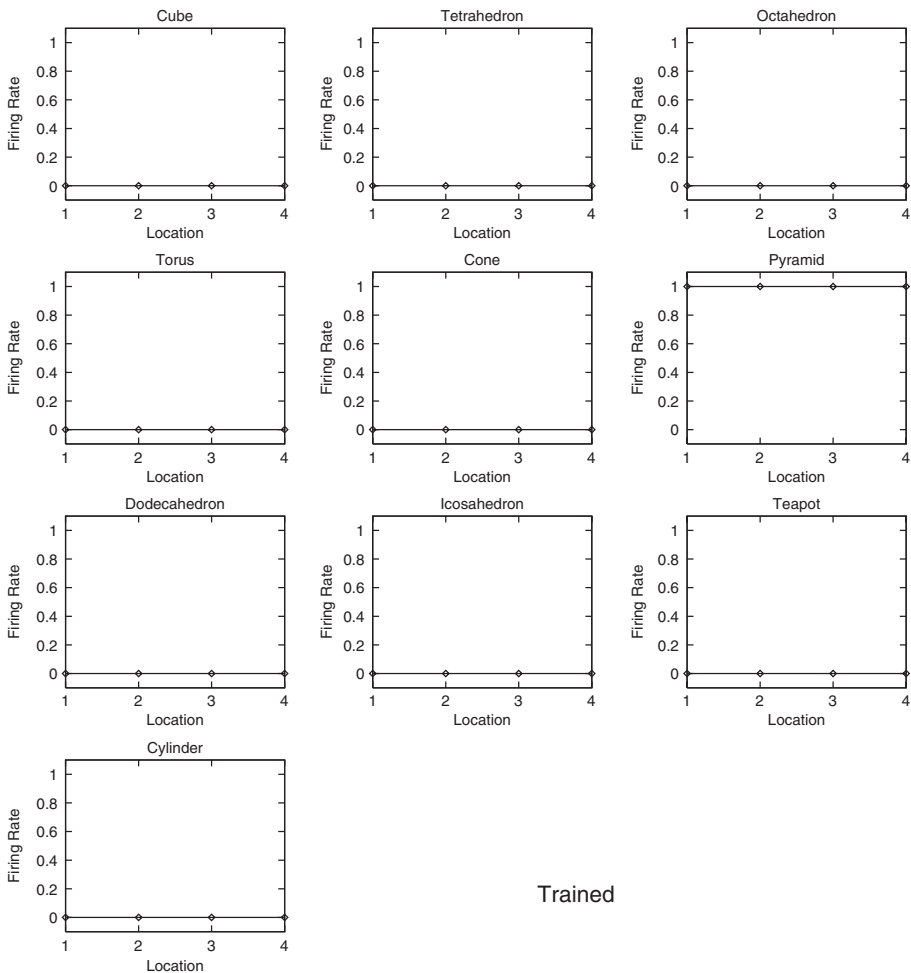 Cube
Tetrahedron
Octahedron
Firing Rate
1
0.8
0.6
0.4
0.2
0
1 2 3 4
Location
Firing Rate
1
0.8
0.6
0.4
0.2
0
1 2 3 4
Location
Firing Rate
1
0.8
0.6
0.4
0.2
0
1 2 3 4
Location
Torus
Cone
Pyramid
Firing Rate
1
0.8
0.6
0.4
0.2
0
1 2 3 4
Location
Firing Rate
1
0.8
0.6
0.4
0.2
0
1 2 3 4
Location
Firing Rate
1
0.8
0.6
0.4
0.2
0
1 2 3 4
Location
Dodecahedron
Icosahedron
Teapot
Firing Rate
1
0.8
0.6
0.4
0.2
0
1 2 3 4
Location
Firing Rate
1
0.8
0.6
0.4
0.2
0
1 2 3 4
Location
Firing Rate
1
0.8
0.6
0.4
0.2
0
1 2 3 4
Location
Cylinder
Firing Rate
1
0.8
0.6
0.4
0.2
0
1 2 3 4
Location
Trained